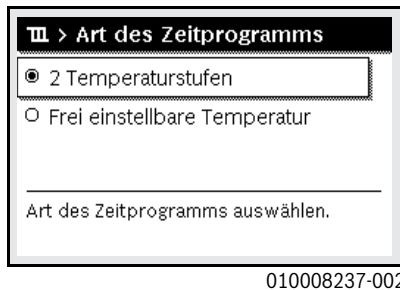 > Art des Zeitprogramms
2 Temperaturstufen
Frei einstellbare Temperatur
Art des Zeitprogramms auswählen.
010008237-002